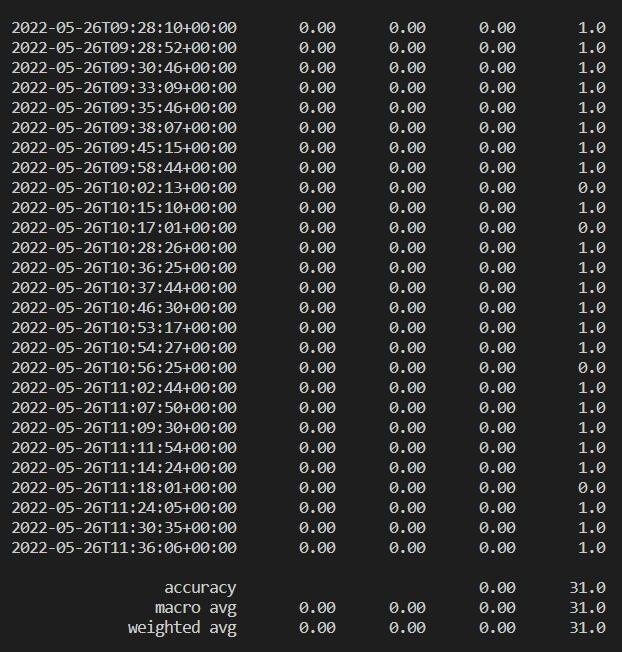 2022-05-26T09:28:10+00:00 0.00 0.00 0.00 1.0
2022-05-26T09:28:52+00:00 0.00 0.00 0.00 1.0
2022-05-26T09:30:46+00:00 0.00 0.00 0.00 1.0
2022-05-26T09:33:09+00:00 0.00 0.00 0.00 1.0
2022-05-26T09:35:46+00:00 0.00 0.00 0.00 1.0
2022-05-26T09:38:07+00:00 0.00 0.00 0.00 1.0
2022-05-26T09:45:15+00:00 0.00 0.00 0.00 1.0
2022-05-26T09:58:44+00:00 0.00 0.00 0.00 1.0
2022-05-26T10:02:13+00:00 0.00 0.00 0.00 0.0
2022-05-26T10:15:10+00:00 0.00 0.00 0.00 1.0
2022-05-26T10:17:01+00:00 0.00 0.00 0.00 0.0
2022-05-26T10:28:26+00:00 0.00 0.00 0.00 1.0
2022-05-26T10:36:25+00:00 0.00 0.00 0.00 1.0
2022-05-26T10:37:44+00:00 0.00 0.00 0.00 1.0
2022-05-26T10:46:30+00:00 0.00 0.00 0.00 1.0
2022-05-26T10:53:17+00:00 0.00 0.00 0.00 1.0
2022-05-26T10:54:27+00:00 0.00 0.00 0.00 1.0
2022-05-26T10:56:25+00:00 0.00 0.00 0.00 0.0
2022-05-26T11:02:44+00:00 0.00 0.00 0.00 1.0
2022-05-26T11:07:50+00:00 0.00 0.00 0.00 1.0
2022-05-26T11:09:30+00:00 0.00 0.00 0.00 1.0
2022-05-26T11:11:54+00:00 0.00 0.00 0.00 1.0
2022-05-26T11:14:24+00:00 0.00 0.00 0.00 1.0
2022-05-26T11:18:01+00:00 0.00 0.00 0.00 0.0
2022-05-26T11:24:05+00:00 0.00 0.00 0.00 1.0
2022-05-26T11:30:35+00:00 0.00 0.00 0.00 1.0
2022-05-26T11:36:06+00:00 0.00 0.00 0.00 1.0
accuracy 0.00 31.0
macro avg 0.00 0.00 0.00 31.0
weighted avg 0.00 0.00 0.00 31.0